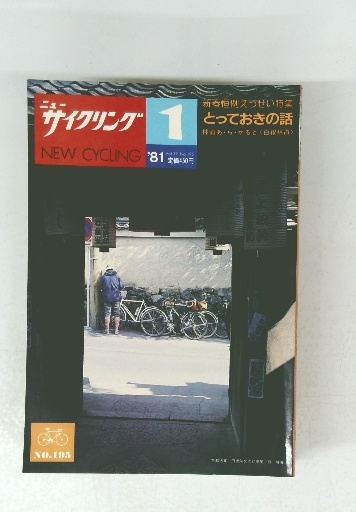 ニュー
サイクリング
NEW CYCLING
1
'81
定価450円
新春恒例えっせい特集
とっておきの話
NO.195